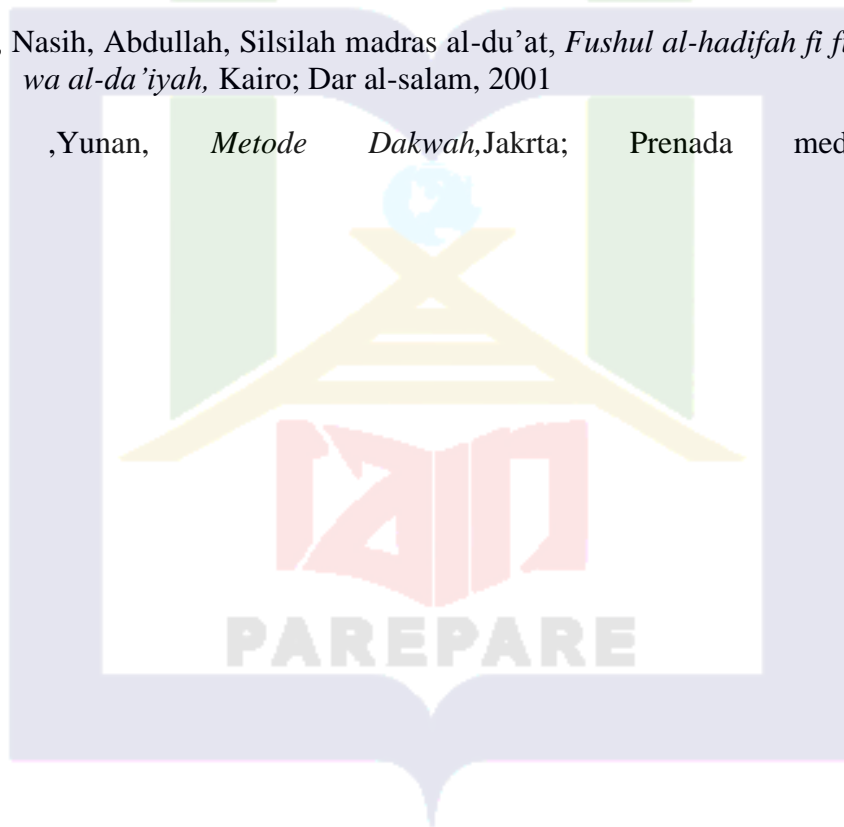 , Nasih, Abdullah, Silsilah madras al-du’at, Fushul al-hadifah fi
wa al-da’iyah, Kairo; Dar al-salam, 2001
,Yunan, Metode Dakwah,Jakrta; Prenada
iain
PAREPARE